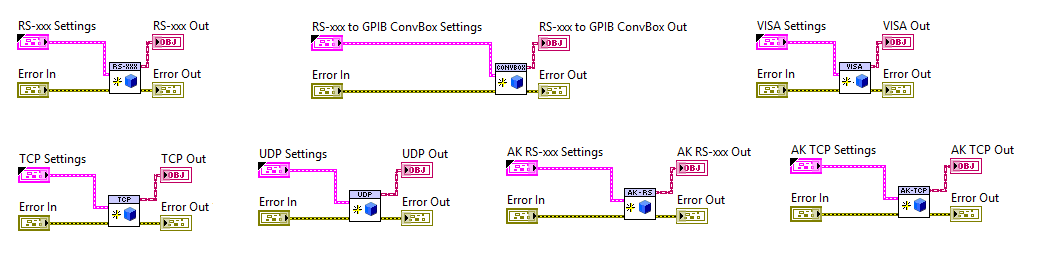 RS-xxx Settings RS-xxx Out RS-xxx to GPIB ConvBox Settings RS-xxx to GPIB ConvBox Out VISA Settings VISA Out
OBJ OBJ OBJ
RS-XXX CONVBOX VISA
Error In Error Out Error In Error Out Error In Error Out
TCP Settings TCP Out UDP Settings UDP Out AK RS-xxx Settings AK RS-xxx Out AK TCP Settings AK TCP Out
OBJ OBJ OBJ OBJ
TCP UDP AK-RS AK-TCP
Error In Error Out Error In Error Out Error In Error Out Error In Error Out